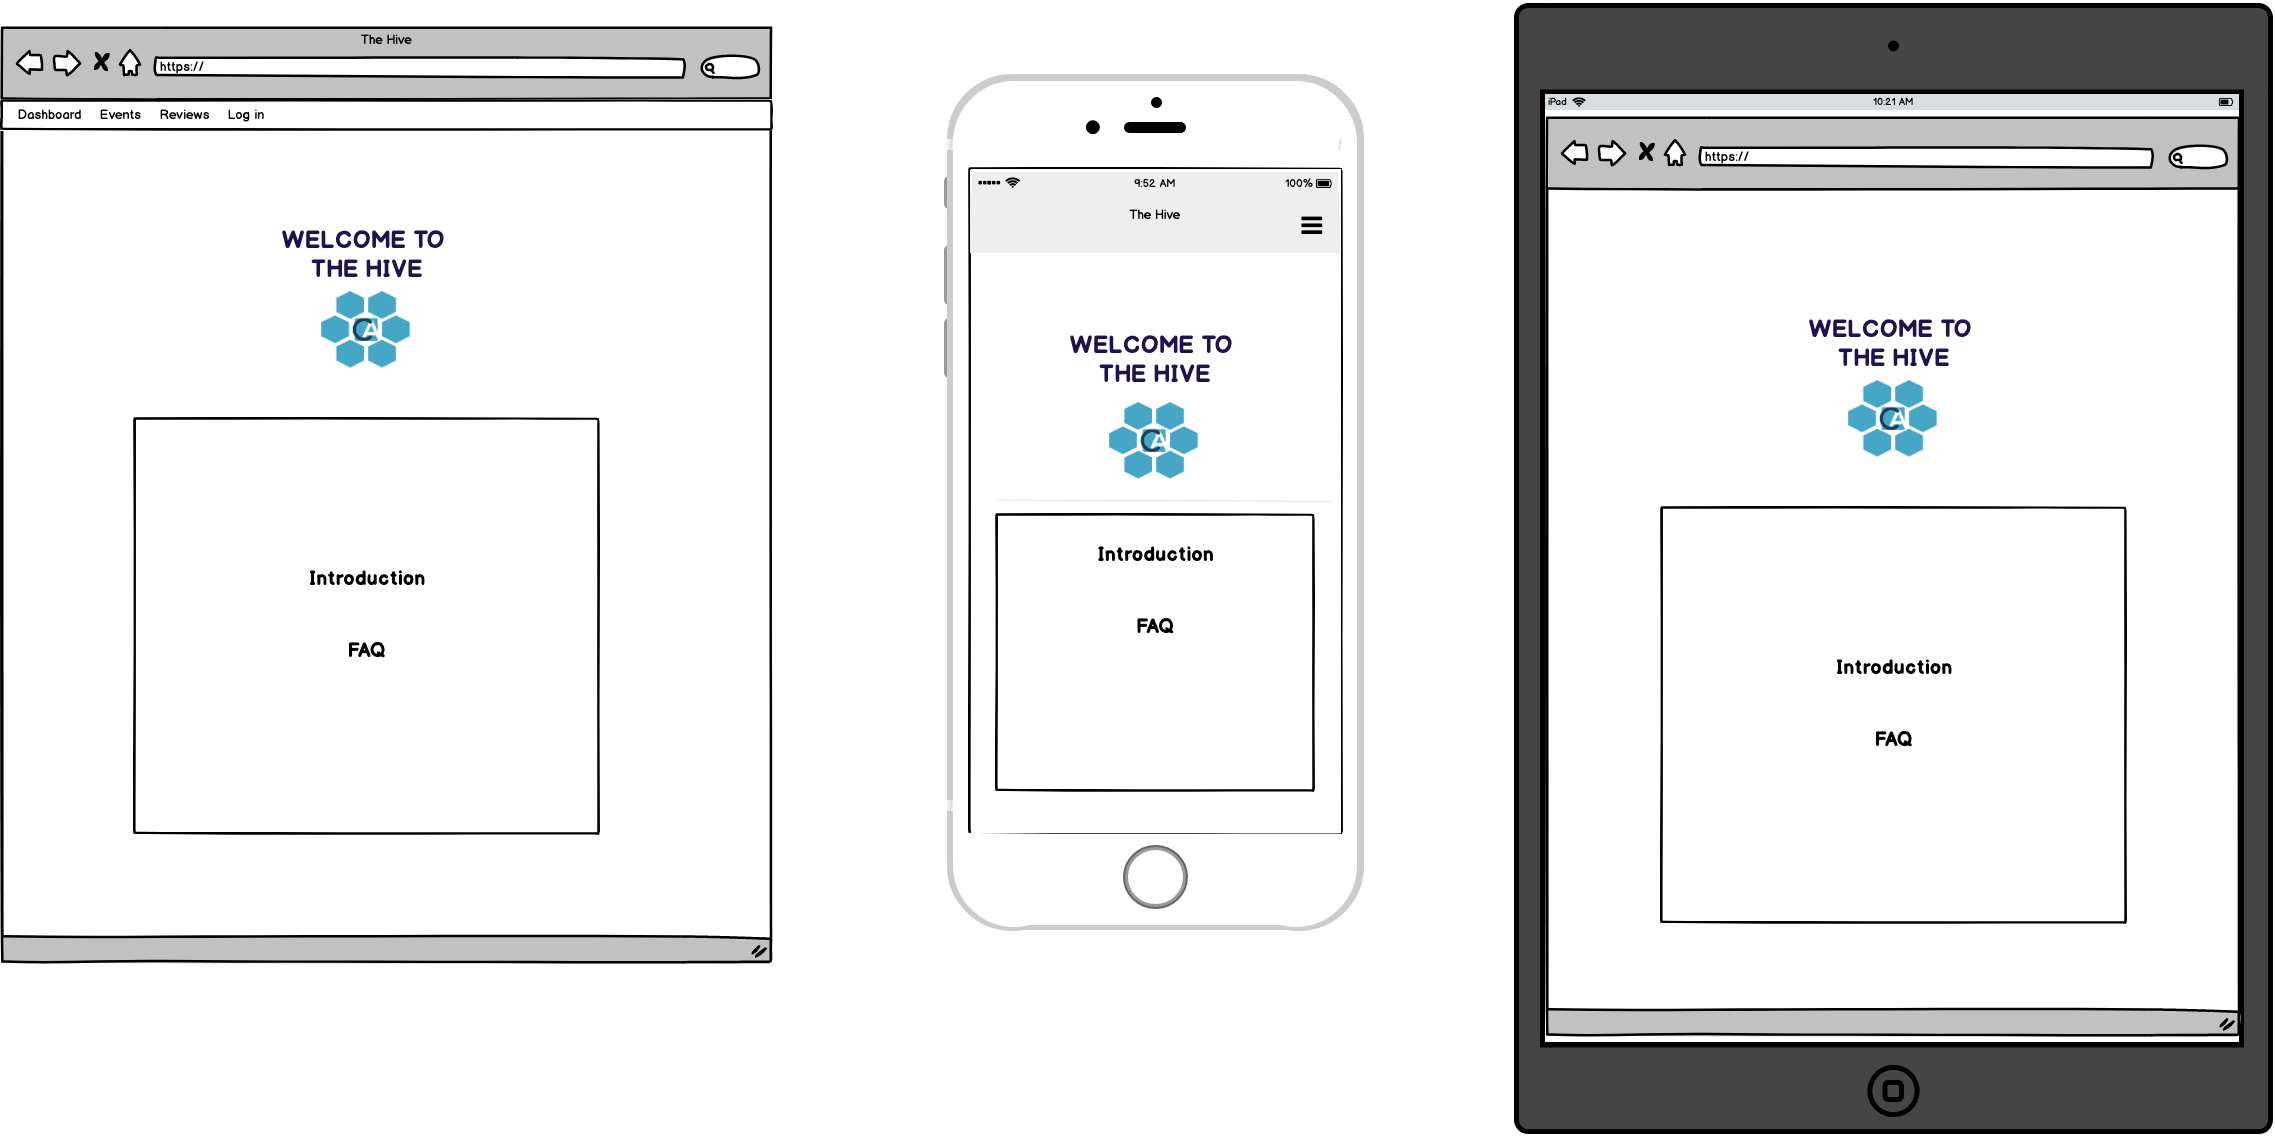 The Hive
https://
Dashboard Events Reviews Log in
WELCOME TO
THE HIVE
CA
Introduction
FAQ
9:52 AM 100%
The Hive
WELCOME TO
THE HIVE
CA
Introduction
FAQ
iPad 10:21 AM
https://
WELCOME TO
THE HIVE
CA
Introduction
FAQ